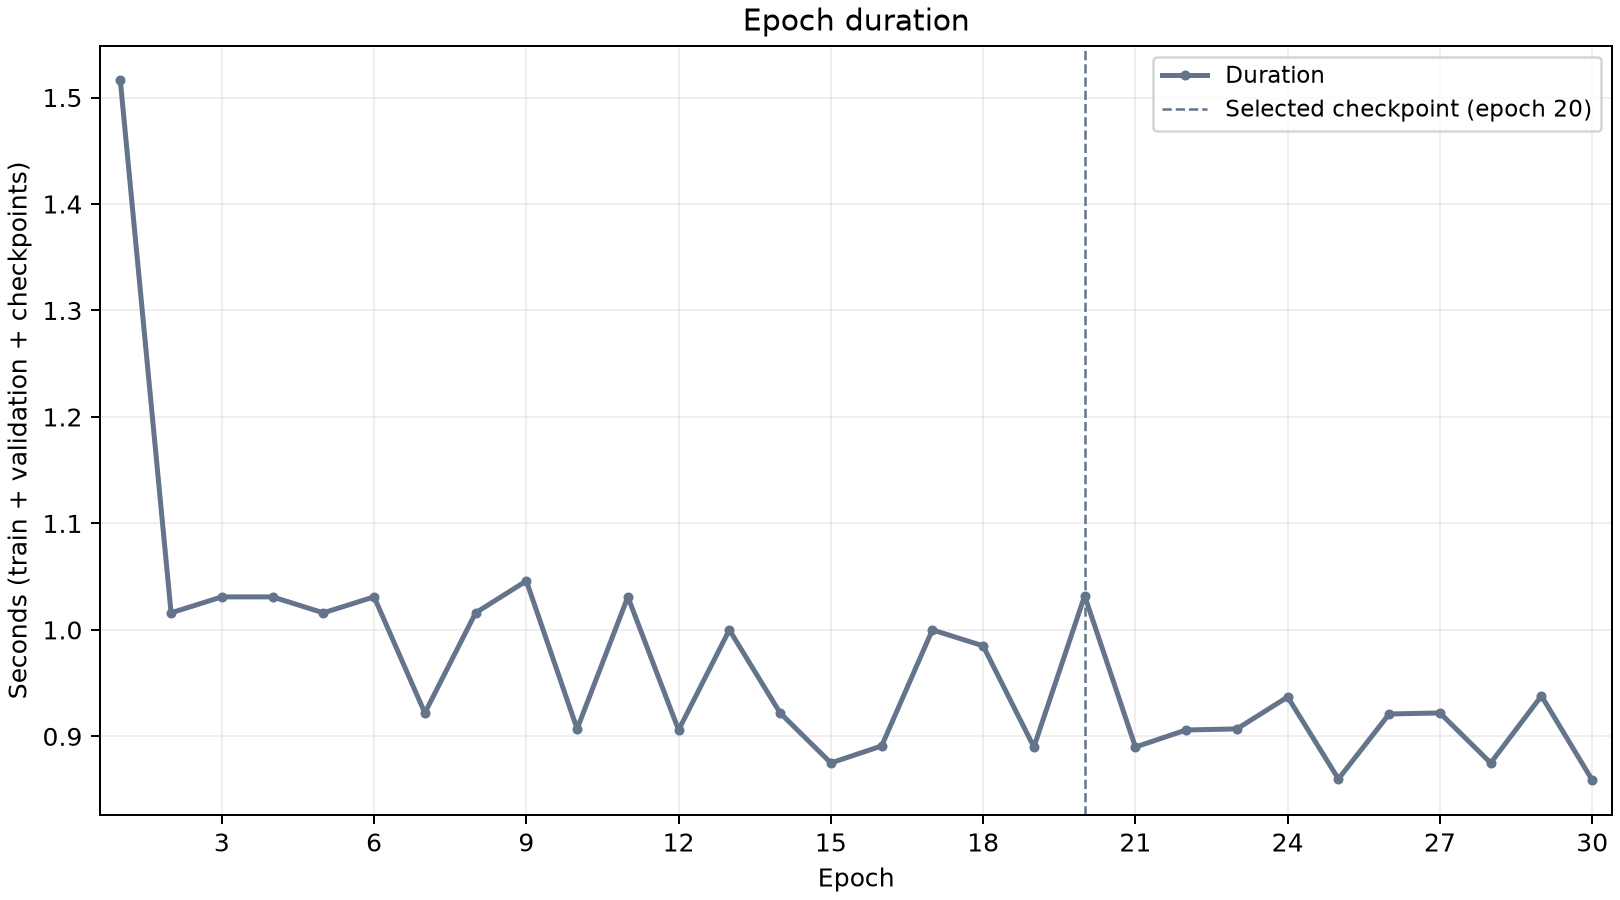 Epoch duration
Duration
Selected checkpoint (epoch 20)
Seconds (train + validation + checkpoints)
1.5
1.4
1.3
1.2
1.1
1.0
0.9
3 6 9 12 15 18 21 24 27 30
Epoch